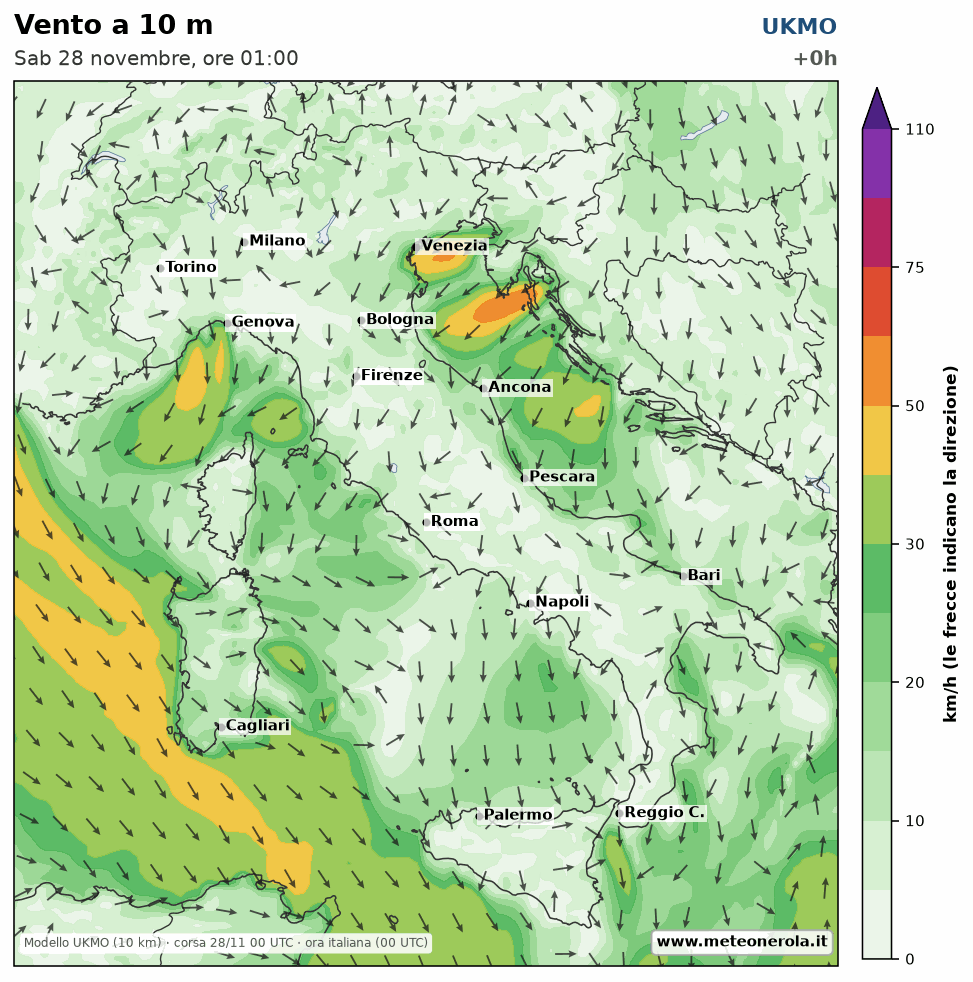 Vento a 10 m
UKMO
Sab 28 novembre, ore 01:00
+0h
110
75
50
30
20
10
0
km/h (le frecce indicano la direzione)
Milano
Venezia
Torino
Genova
Bologna
Firenze
Ancona
Pescara
Roma
Bari
Napoli
Cagliari
Palermo
Reggio C.
Modello UKMO (10 km) · corsa 28/11 00 UTC · ora italiana (00 UTC)
www.meteonerola.it